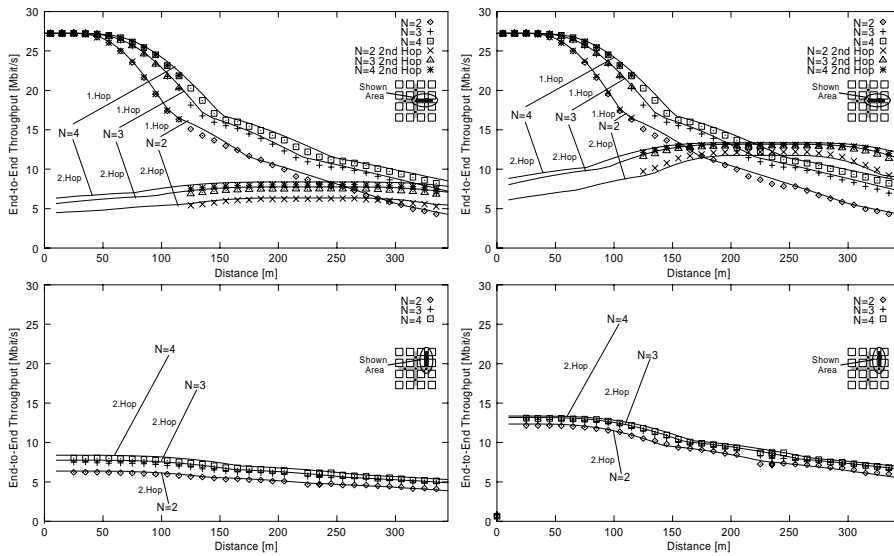 30
25
20
15
10
5
0
End-to-End Throughput [Mbit/s]
0 50 100 150 200 250 300
Distance [m]
N=2
N=3
N=4
N=2 2nd Hop
N=3 2nd Hop
N=4 2nd Hop
Shown
Area
1.Hop
1.Hop
1.Hop
N=4
N=3
N=2
2.Hop
2.Hop
2.Hop
30
25
20
15
10
5
0
End-to-End Throughput [Mbit/s]
0 50 100 150 200 250 300
Distance [m]
N=2
N=3
N=4
N=2 2nd Hop
N=3 2nd Hop
N=4 2nd Hop
Shown
Area
1.Hop
1.Hop
1.Hop
N=4
N=3
N=2
2.Hop
2.Hop
2.Hop
30
25
20
15
10
5
0
End-to-End Throughput [Mbit/s]
0 50 100 150 200 250 300
Distance [m]
N=2
N=3
N=4
Shown
Area
N=4
N=3
2.Hop
2.Hop
2.Hop
N=2
30
25
20
15
10
5
0
End-to-End Throughput [Mbit/s]
0 50 100 150 200 250 300
Distance [m]
N=2
N=3
N=4
Shown
Area
N=4
N=3
2.Hop
2.Hop
2.Hop
N=2